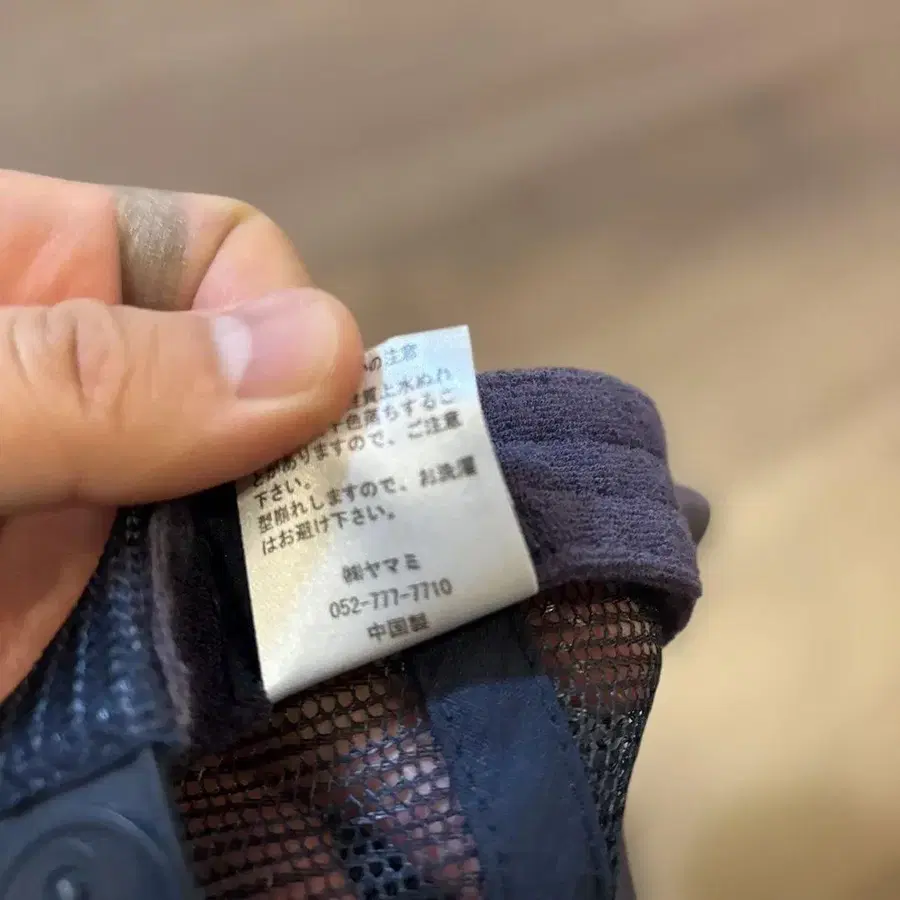 の注意
質上水ぬれ
色落ちするこ
とがありますので、ご注意
下さい。
型崩れしますので、お洗濯
はお避け下さい。
㈱ヤマミ
052-777-7710
中国製